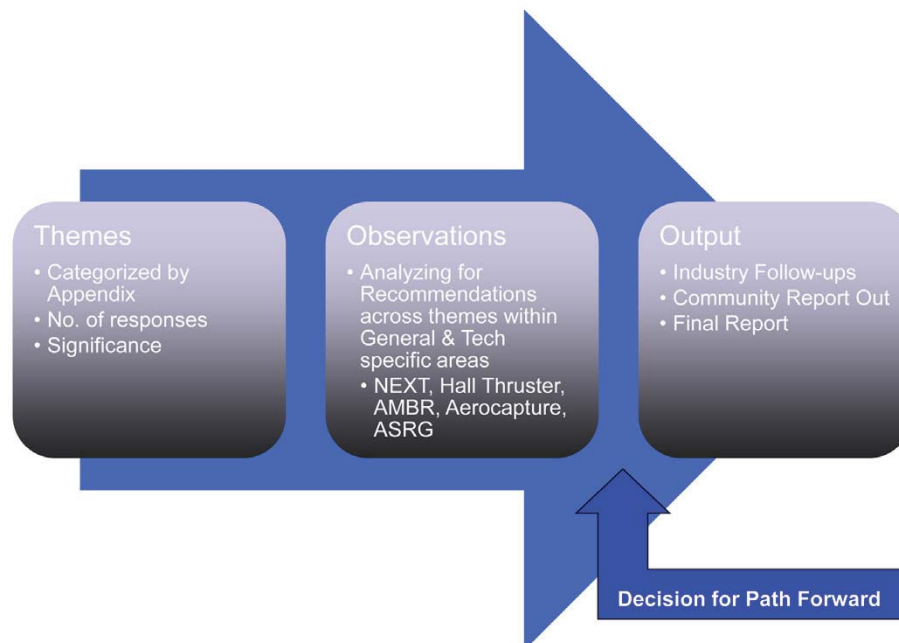 Themes
• Categorized by
Appendix
• No. of responses
• Significance
Observations
• Analyzing for
Recommendations
across themes within
General & Tech
specific areas
• NEXT, Hall Thruster,
AMBR, Aerocapture,
ASRG
Output
• Industry Follow-ups
• Community Report Out
• Final Report
Decision for Path Forward